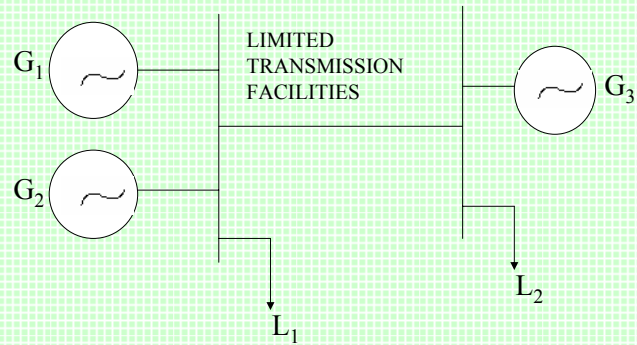 G₁
LIMITED
TRANSMISSION
FACILITIES
G₃
G₂
L₂
L₁